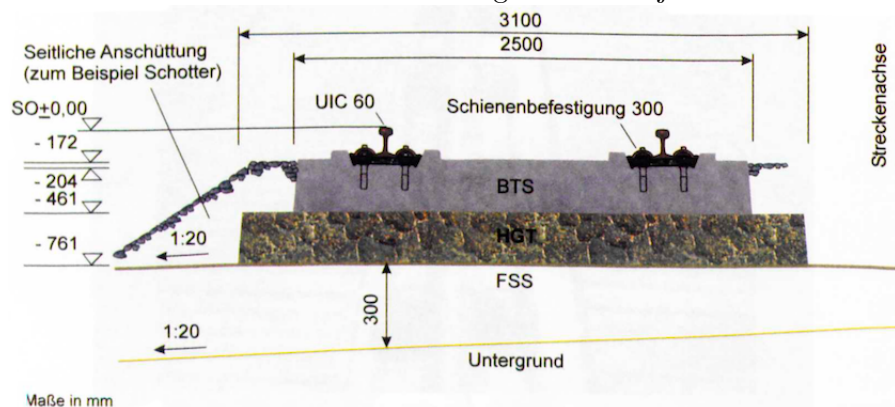 3100
2500
Seitliche Anschüttung
(zum Beispiel Schotter)
UIC 60
Schienenbefestigung 300
Streckenachse
SO±0,00
- 172
- 204
- 461
- 761
BTS
HGT
1:20
FSS
300
1:20
Untergrund
Maße in mm